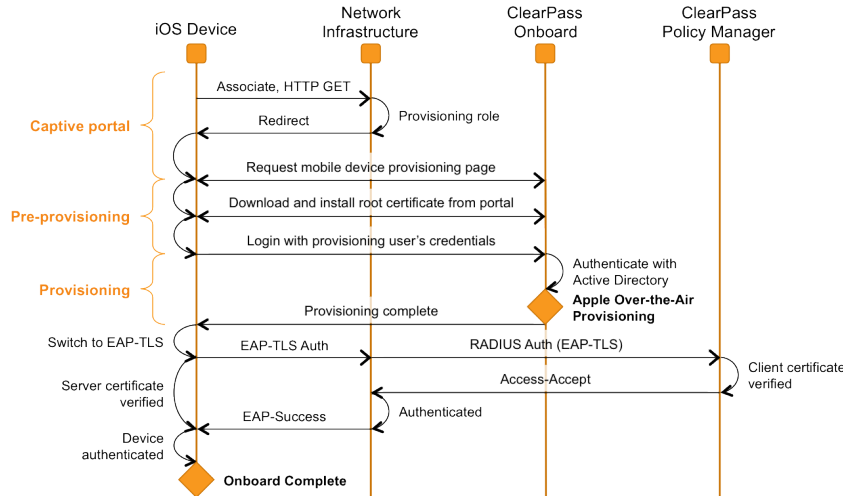 iOS Device
Network
Infrastructure
ClearPass
Onboard
ClearPass
Policy Manager
Associate, HTTP GET
Provisioning role
Captive portal
Redirect
Request mobile device provisioning page
Download and install root certificate from portal
Pre-provisioning
Login with provisioning user's credentials
Authenticate with
Active Directory
Provisioning
Apple Over-the-Air
Provisioning
Provisioning complete
Switch to EAP-TLS
EAP-TLS Auth
RADIUS Auth (EAP-TLS)
Client certificate
verified
Access-Accept
Server certificate
verified
Authenticated
EAP-Success
Device
authenticated
Onboard Complete